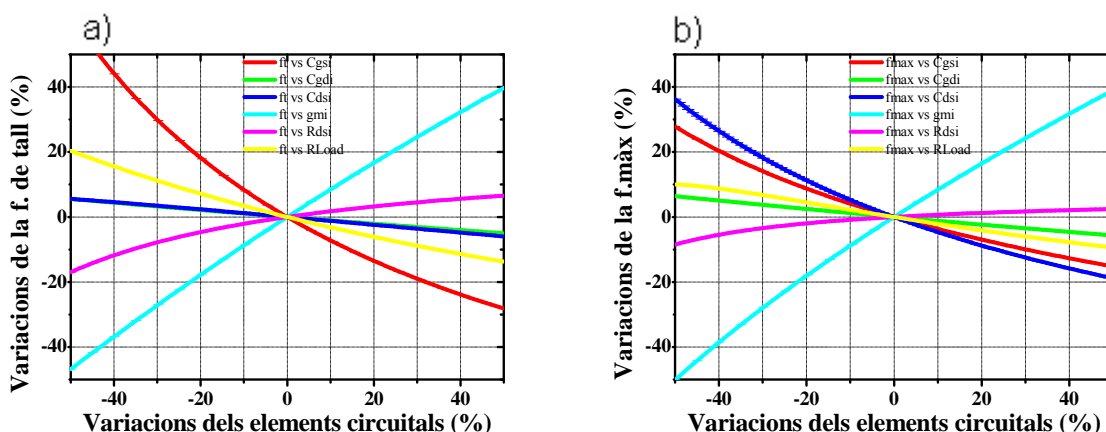 a)
Variacions de la f. de tall (%)
40
20
0
-20
-40
ft vs Cgsi
ft vs Cgdi
ft vs Cdsi
ft vs gmi
ft vs Rdsi
ft vs RLoad
-40
-20
0
20
40
Variacions dels elements circuitals (%)
b)
Variacions de la f.màx (%)
40
20
0
-20
-40
fmax vs Cgsi
fmax vs Cgdi
fmax vs Cdsi
fmax vs gmi
fmax vs Rdsi
fmax vs RLoad
-40
-20
0
20
40
Variacions dels elements circuitals (%)